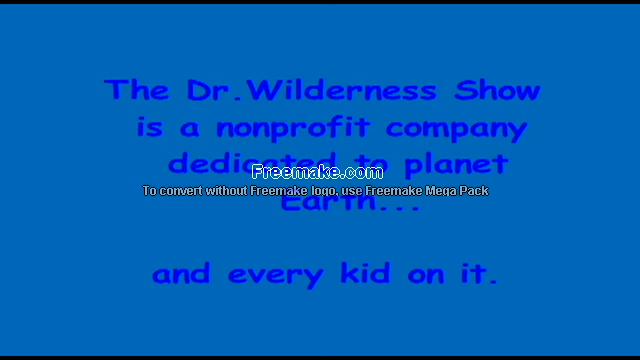 The Dr.Wilderness Show
is a nonprofit company
dedicated to planet
Freemake.com
To convert without Freemake logo, use Freemake Mega Pack
Earth...
and every kid on it.